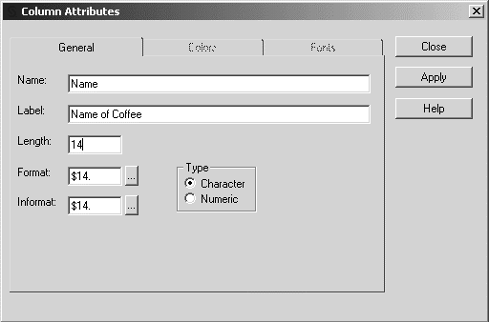 Column Attributes
General Colors Fonts
Close
Name: Name
Apply
Label: Name of Coffee
Help
Length: 14
Format: $14. ...
Informat: $14. ...
Type
Character
Numeric